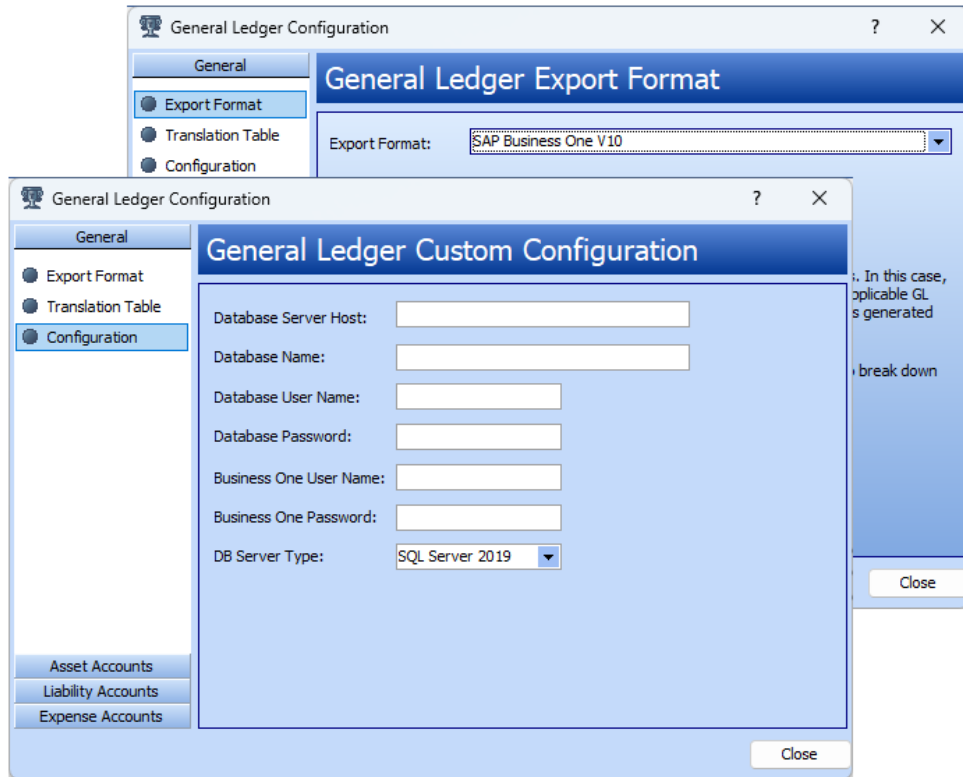 General Ledger Configuration
?
General
General Ledger Export Format
Export Format
Translation Table
Configuration
Export Format:
SAP Business One V10
. In this case,
applicable GL
s generated
break down
Close
General Ledger Configuration
?
General
General Ledger Custom Configuration
Export Format
Translation Table
Configuration
Database Server Host:
Database Name:
Database User Name:
Database Password:
Business One User Name:
Business One Password:
DB Server Type:
SQL Server 2019
Asset Accounts
Liability Accounts
Expense Accounts
Close